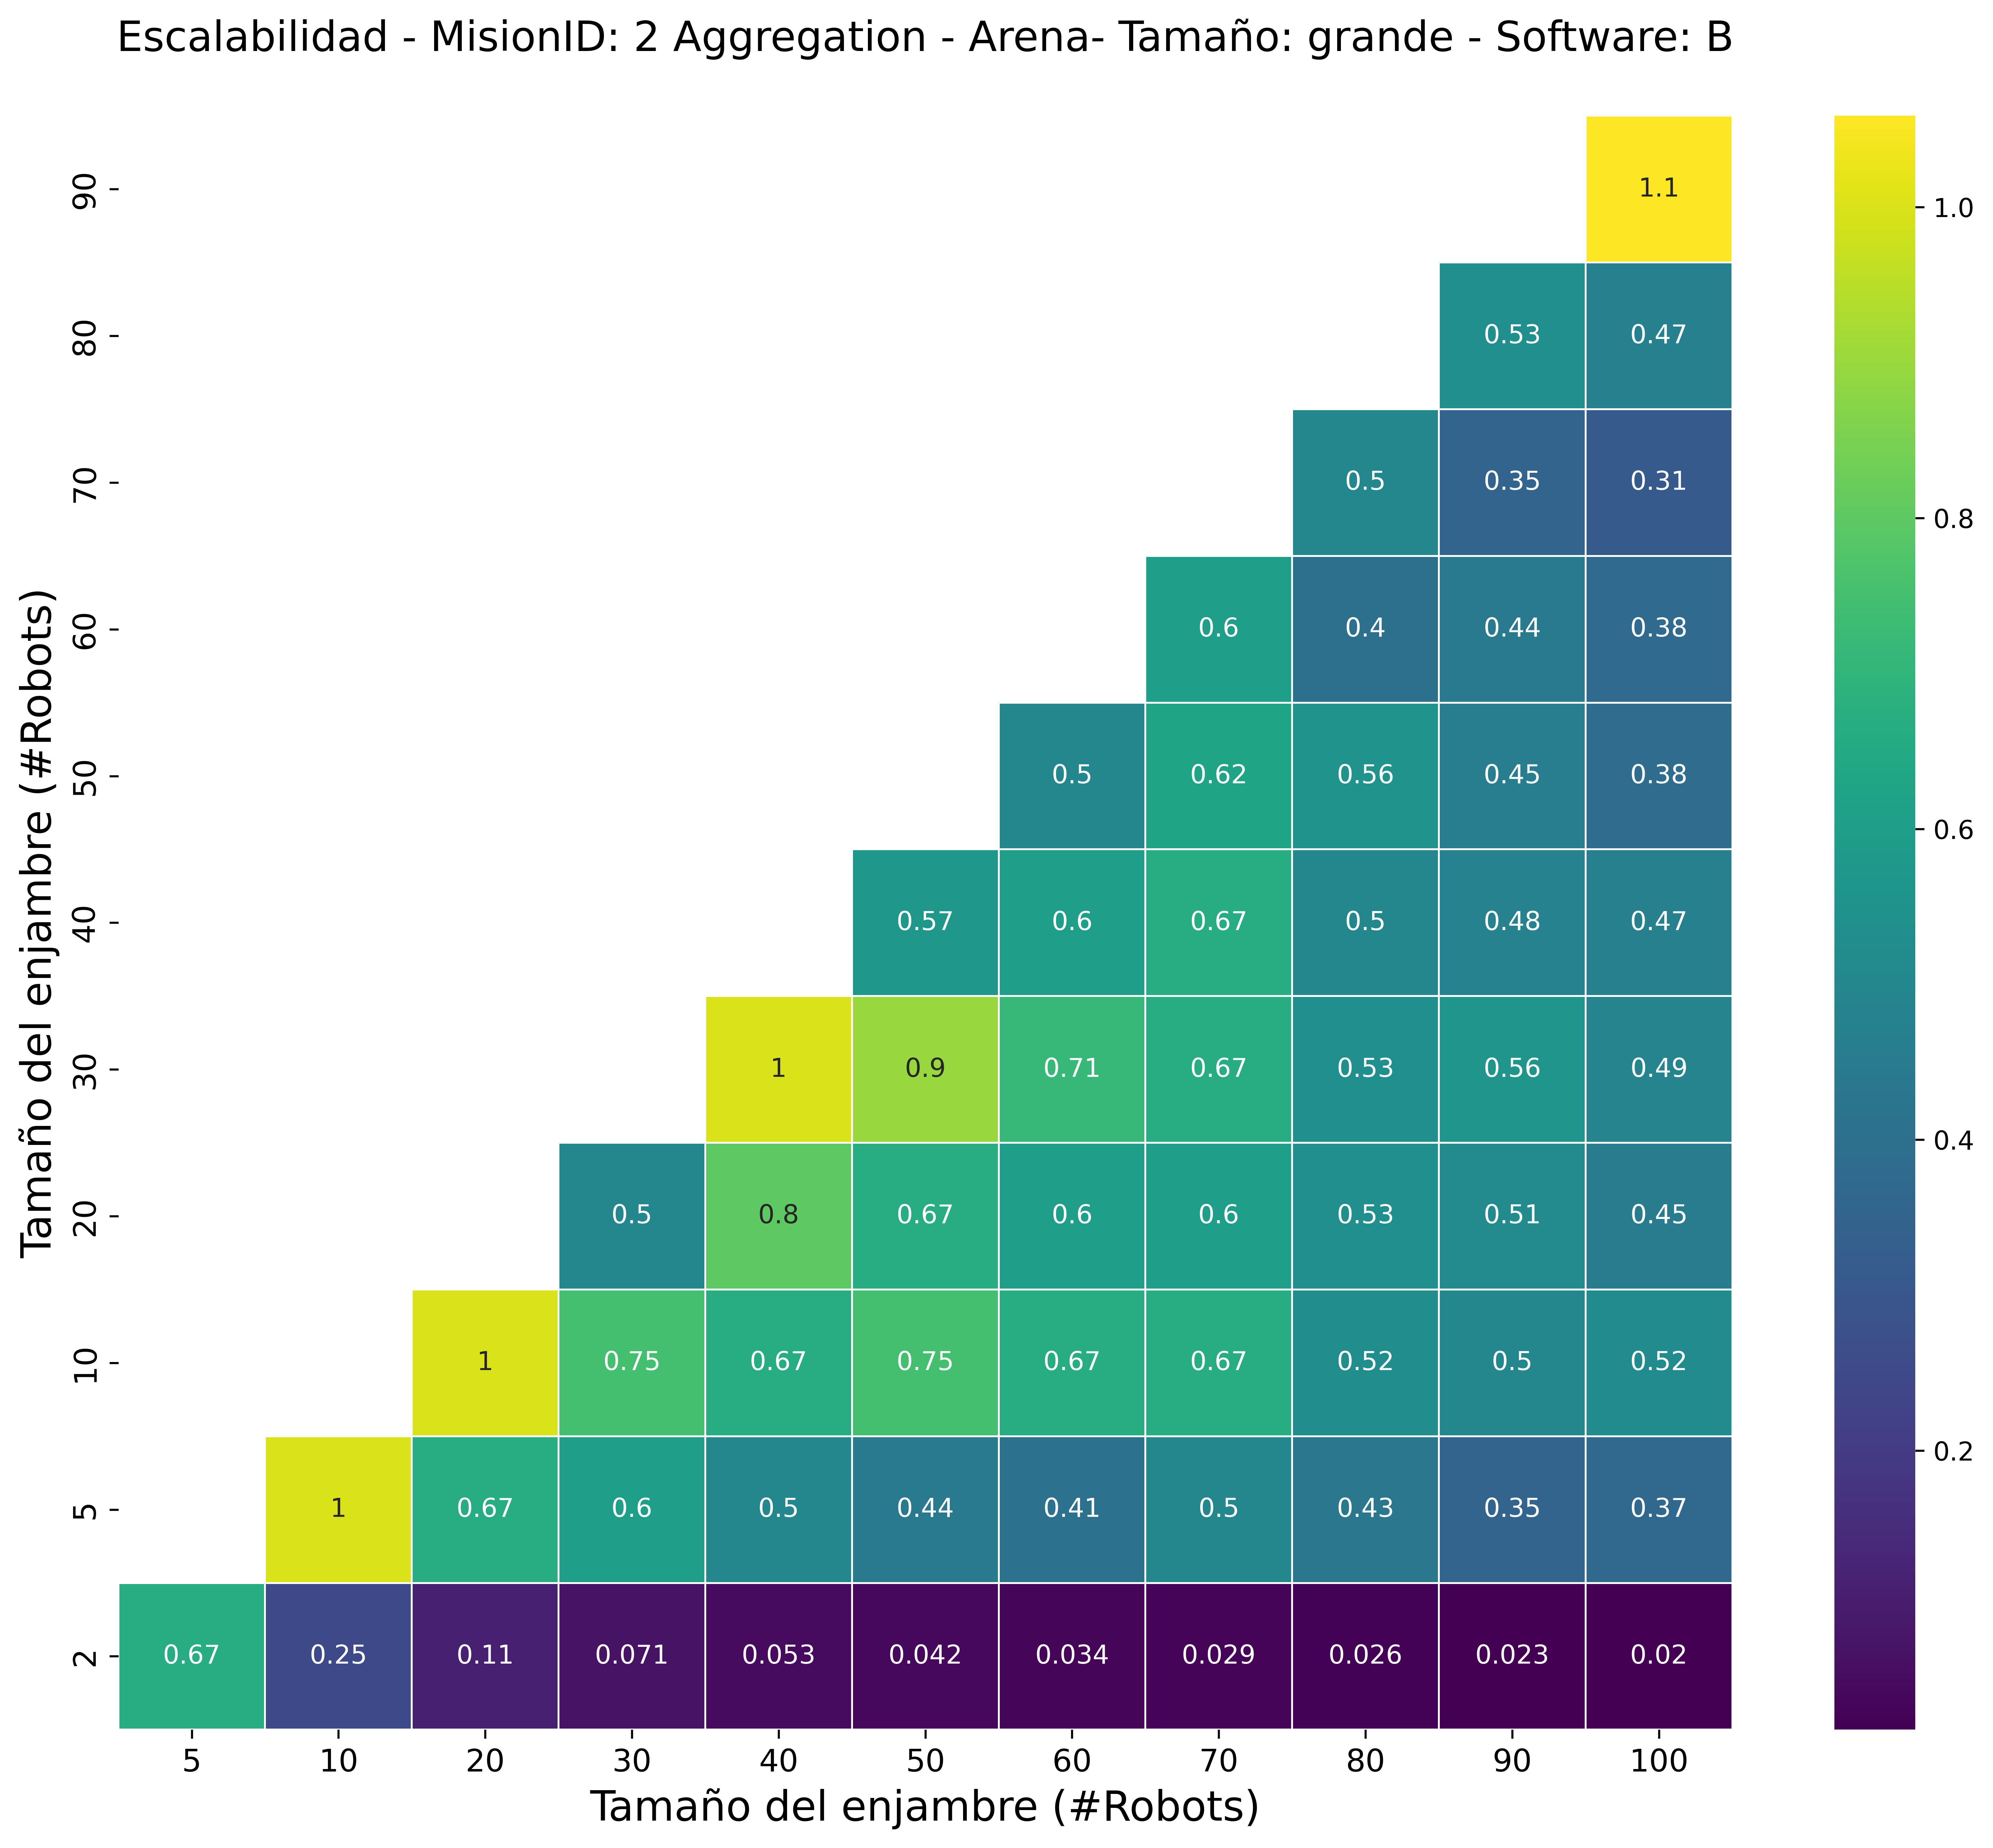 Escalabilidad - MisionID: 2 Aggregation - Arena- Tamaño: grande - Software: B
90 1.1 1.0
80 0.53 0.47
70 0.5 0.35 0.31 0.8
60 0.6 0.4 0.44 0.38
50 0.5 0.62 0.56 0.45 0.38 0.6
40 0.57 0.6 0.67 0.5 0.48 0.47
30 1 0.9 0.71 0.67 0.53 0.56 0.49 0.4
20 0.5 0.8 0.67 0.6 0.6 0.53 0.51 0.45
10 1 0.75 0.67 0.75 0.67 0.67 0.52 0.5 0.52
5 1 0.67 0.6 0.5 0.44 0.41 0.5 0.43 0.35 0.37 0.2
2 0.67 0.25 0.11 0.071 0.053 0.042 0.034 0.029 0.026 0.023 0.02
5 10 20 30 40 50 60 70 80 90 100
Tamaño del enjambre (#Robots)
Tamaño del enjambre (#Robots)